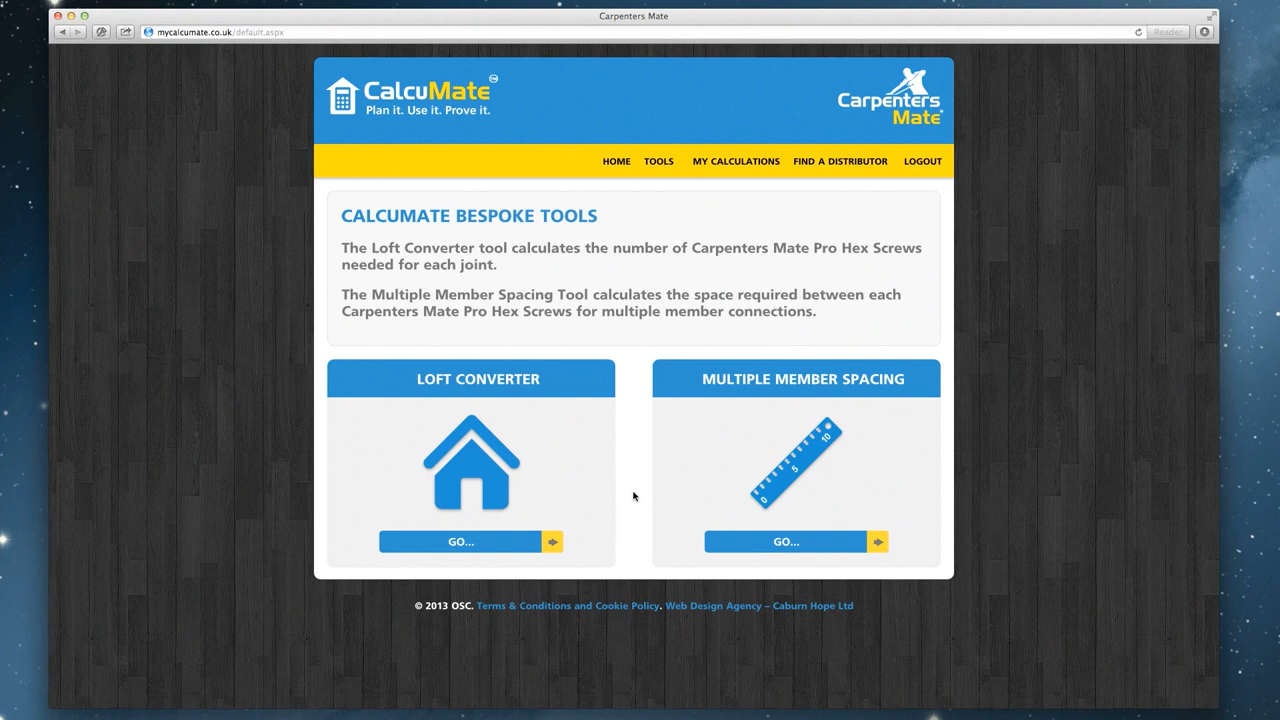 Carpenters Mate
mycalcumate.co.uk/default.aspx
Reader
CalcuMate™
Plan it. Use it. Prove it.
Carpenters
Mate
HOME TOOLS MY CALCULATIONS FIND A DISTRIBUTOR LOGOUT
CALCUMATE BESPOKE TOOLS
The Loft Converter tool calculates the number of Carpenters Mate Pro Hex Screws
needed for each joint.
The Multiple Member Spacing Tool calculates the space required between each
Carpenters Mate Pro Hex Screws for multiple member connections.
LOFT CONVERTER
MULTIPLE MEMBER SPACING
0 5 10
GO...
GO...
© 2013 OSC. Terms & Conditions and Cookie Policy. Web Design Agency – Caburn Hope Ltd